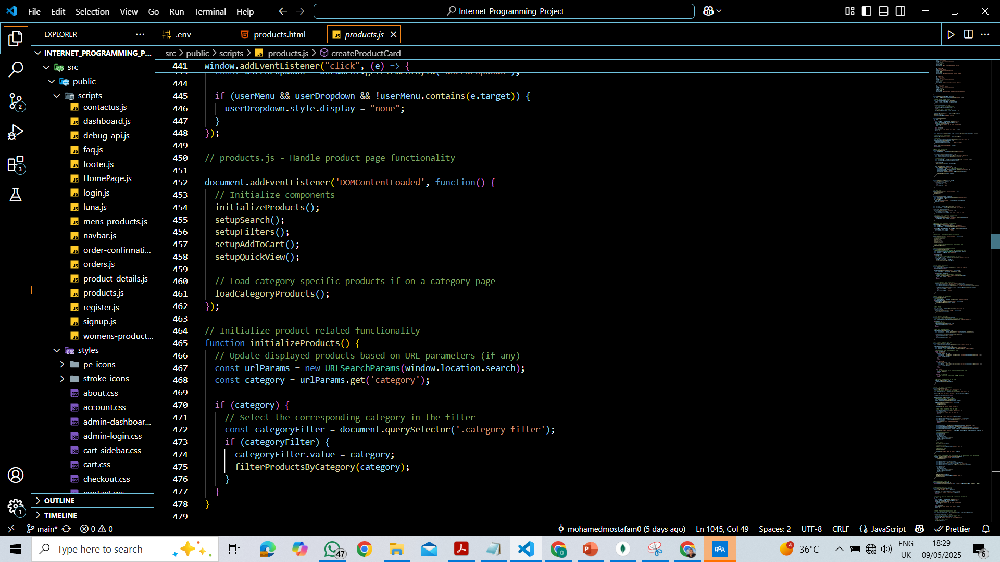 File Edit Selection View Go Run Terminal Help
Internet_Programming_Project
EXPLORER
.env
products.html
products.js
INTERNET_PROGRAMMING_P...
src
public
scripts
contactus.js
dashboard.js
debug-api.js
faq.js
footer.js
HomePage.js
login.js
luna.js
mens-products.js
navbar.js
order-confirmati...
orders.js
product-details.js
products.js
register.js
signup.js
womens-product...
styles
pe-icons
stroke-icons
about.css
account.css
admin-dashboar...
admin-login.css
cart-sidebar.css
cart.css
checkout.css
contact.css
OUTLINE
TIMELINE
2
3
1
src > public > scripts > products.js > createProductCard
441 window.addEventListener("click", (e) => {
const userDropdown = document.getElementById("userDropdown");
444
445 if (userMenu && userDropdown && !userMenu.contains(e.target)) {
446 userDropdown.style.display = "none";
447 }
448 });
449
450 // products.js - Handle product page functionality
451
452 document.addEventListener('DOMContentLoaded', function() {
453 // Initialize components
454 initializeProducts();
455 setupSearch();
456 setupFilters();
457 setupAddToCart();
458 setupQuickView();
459
460 // Load category-specific products if on a category page
461 loadCategoryProducts();
462 });
463
464 // Initialize product-related functionality
465 function initializeProducts() {
466 // Update displayed products based on URL parameters (if any)
467 const urlParams = new URLSearchParams(window.location.search);
468 const category = urlParams.get('category');
469
470 if (category) {
471 // Select the corresponding category in the filter
472 const categoryFilter = document.querySelector('.category-filter');
473 if (categoryFilter) {
474 categoryFilter.value = category;
475 filterProductsByCategory(category);
476 }
477 }
478 }
479
main* 0 0
mohamedmostafam0 (5 days ago) Ln 1045, Col 49 Spaces: 2 UTF-8 CRLF JavaScript Prettier
Type here to search
47
4 36°C
ENG
UK
18:29
09/05/2025
6